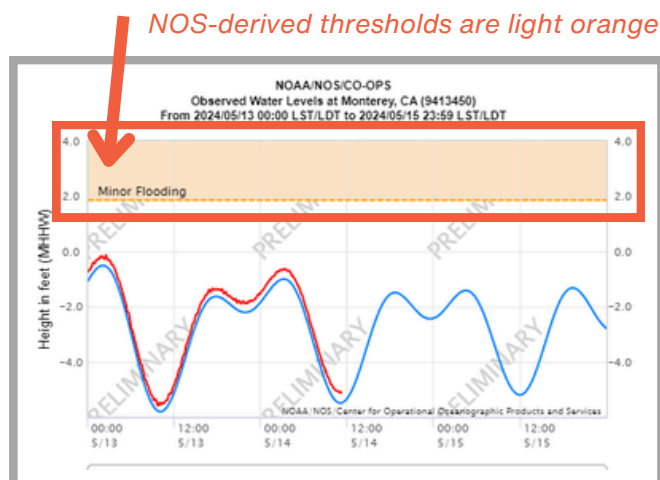 NOS-derived thresholds are light orange
NOAA/NOS/CO-OPS
Observed Water Levels at Monterey, CA (9413450)
From 2024/05/13 00:00 LST/LDT to 2024/05/15 23:59 LST/LDT
4.0 4.0
Minor Flooding
2.0 2.0
PRELIMINARY PRELIMINARY PRELIMINARY
Height in feet (MHHW)
0.0 0.0
-2.0 -2.0
-4.0 -4.0
PRELIMINARY PRELIMINARY PRELIMINARY
NOAA/NOS/Center for Operational Oceanographic Products and Services
00:00 12:00 00:00 12:00 00:00 12:00
5/13 5/13 5/14 5/14 5/15 5/15